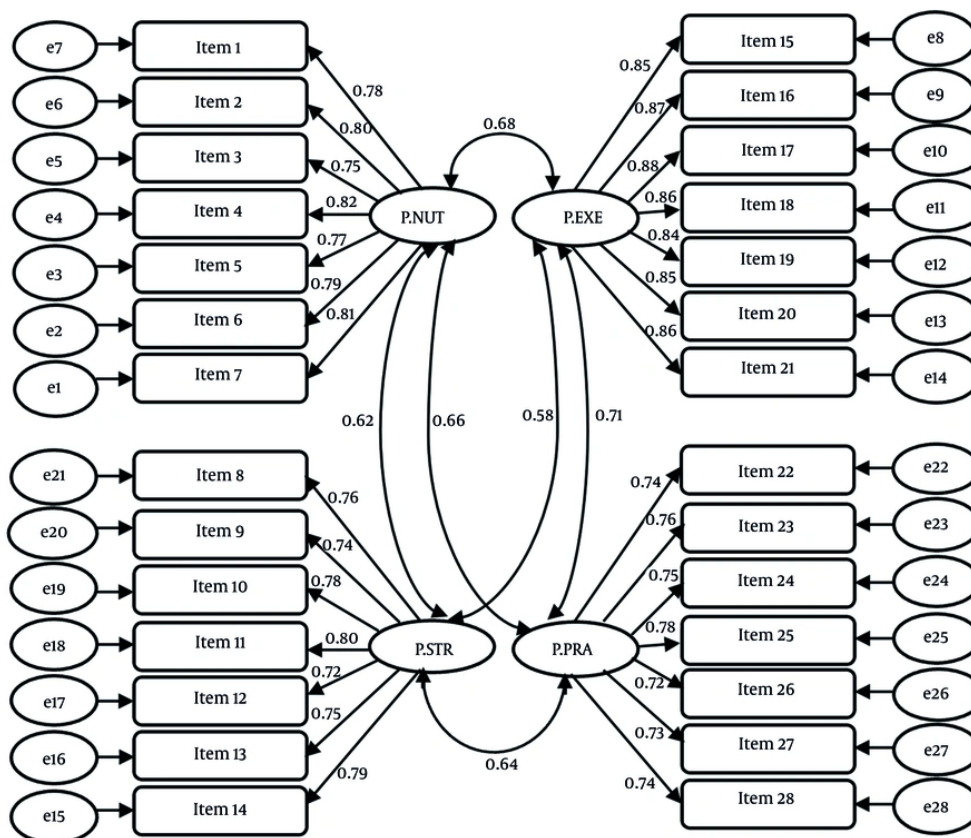 e7 Item 1
e6 Item 2
e5 Item 3
e4 Item 4
e3 Item 5
e2 Item 6
e1 Item 7
0.78
0.80
0.75
0.82
0.77
0.79
0.81
P.NUT
0.68
P.EXE
0.85
0.87
0.88
0.86
0.84
0.85
0.86
Item 15 e8
Item 16 e9
Item 17 e10
Item 18 e11
Item 19 e12
Item 20 e13
Item 21 e14
0.62
0.66
0.58
0.71
e21 Item 8
e20 Item 9
e19 Item 10
e18 Item 11
e17 Item 12
e16 Item 13
e15 Item 14
0.76
0.74
0.78
0.80
0.72
0.75
0.79
P.STR
0.64
P.PRA
0.74
0.76
0.75
0.78
0.72
0.73
0.74
Item 22 e22
Item 23 e23
Item 24 e24
Item 25 e25
Item 26 e26
Item 27 e27
Item 28 e28